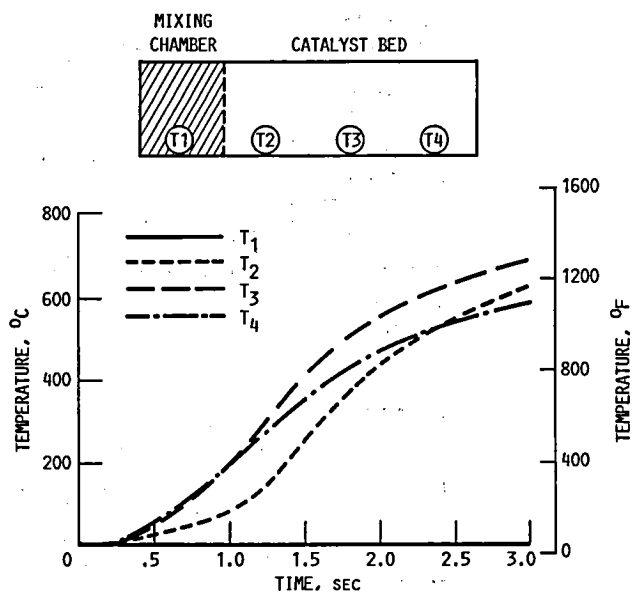 MIXING
CHAMBER
CATALYST BED
T1
T2
T3
T4
1600
800
T1
T2
1200
T3
600
T4
TEMPERATURE, °C
TEMPERATURE, °F
400
800
200
400
0
0 .5 1.0 1.5 2.0 2.5 3.0
TIME, SEC